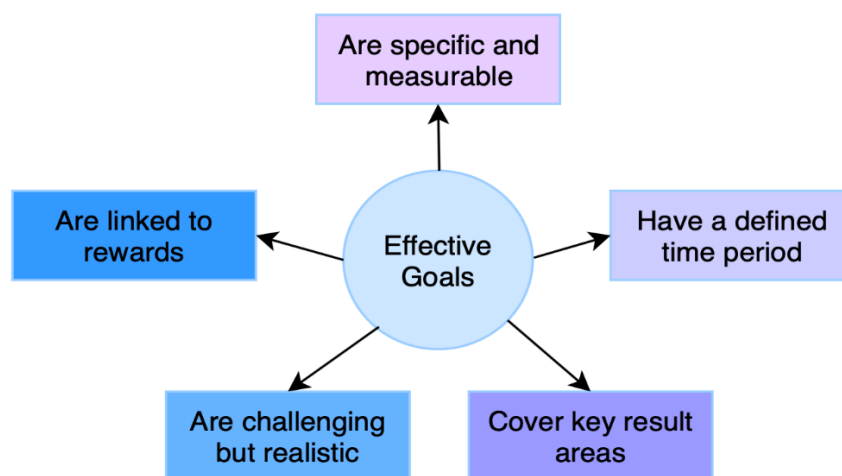 Are specific and
measurable
Are linked to
rewards
Effective
Goals
Have a defined
time period
Are challenging
but realistic
Cover key result
areas